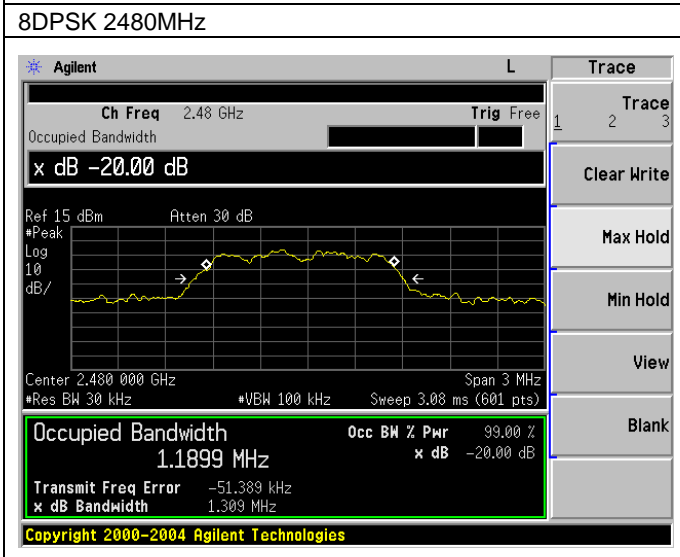 8DPSK 2480MHz
Agilent L Trace
Ch Freq 2.48 GHz Trig Free
Occupied Bandwidth
Trace
1 2 3
x dB -20.00 dB
Clear Write
Ref 15 dBm Atten 30 dB
#Peak
Log
10
dB/
Max Hold
Min Hold
View
Center 2.480 000 GHz Span 3 MHz
#Res BW 30 kHz #VBW 100 kHz Sweep 3.08 ms (601 pts)
Blank
Occupied Bandwidth Occ BW % Pwr 99.00 %
1.1899 MHz x dB -20.00 dB
Transmit Freq Error -51.389 kHz
x dB Bandwidth 1.309 MHz
Copyright 2000-2004 Agilent Technologies